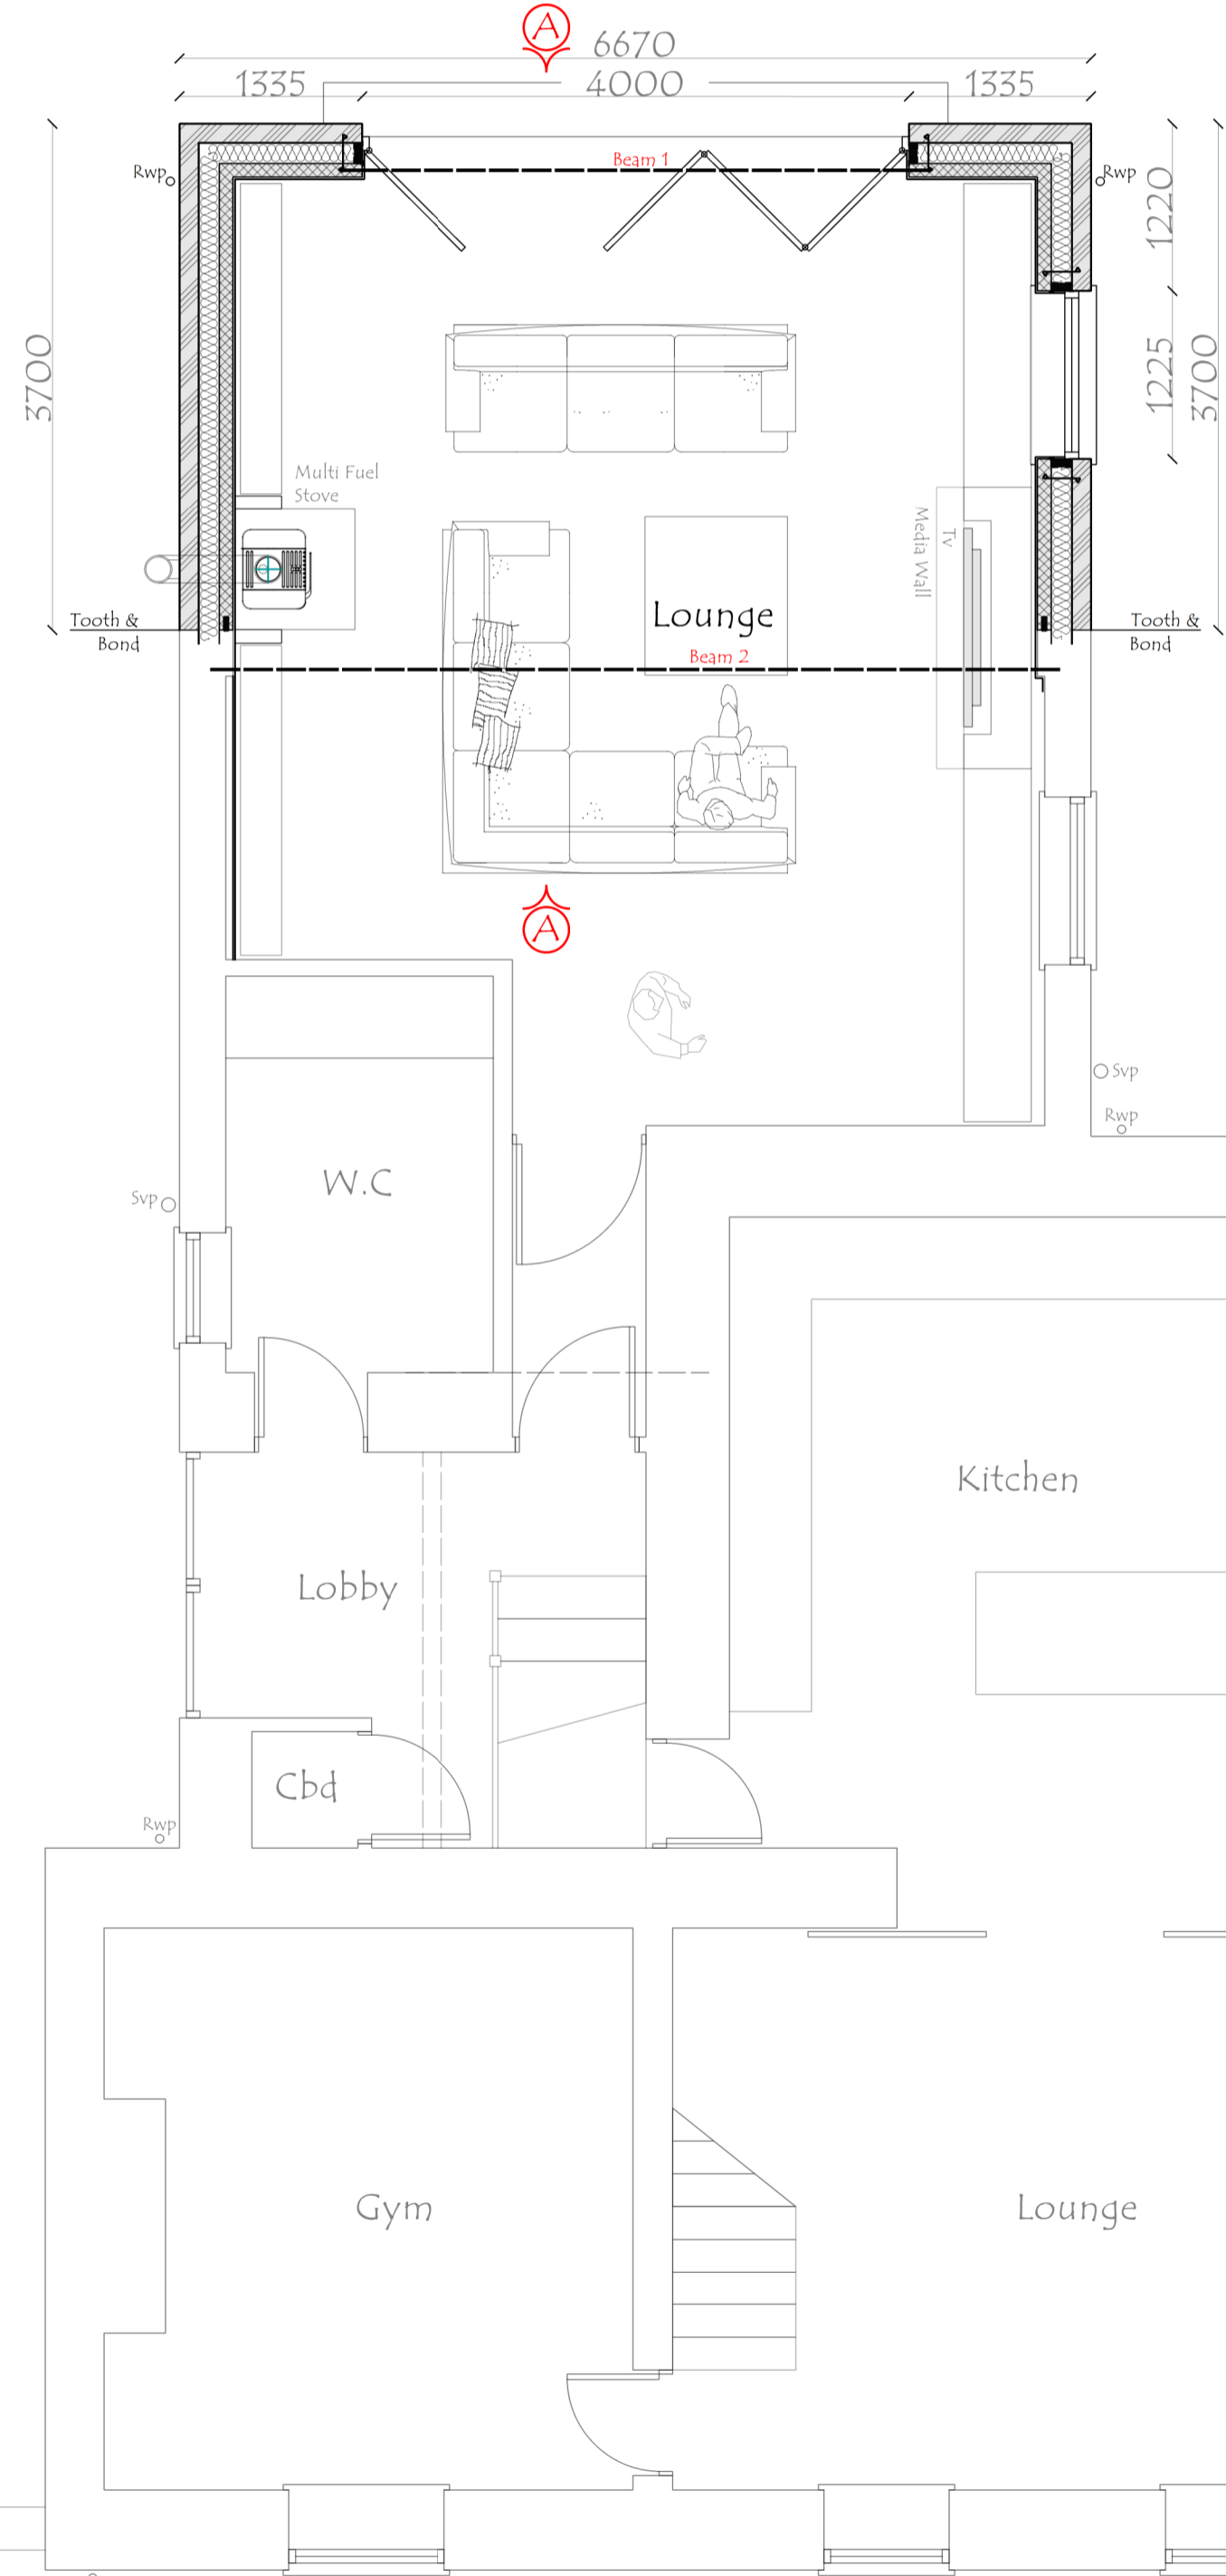 A
6670
1335
4000
1335
Beam 1
Rwp
Rwp
1220
3700
1225
3700
Multi Fuel
Stove
Tv
Media Wall
Lounge
Tooth &
Bond
Tooth &
Bond
Beam 2
A
Svp
Rwp
W.C
Svp
Kitchen
Lobby
Cbd
Rwp
Gym
Lounge